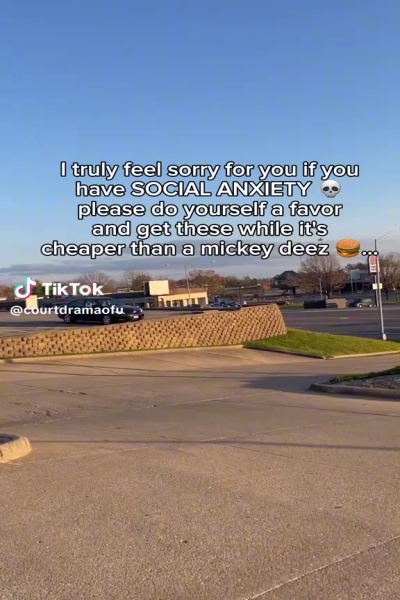 I truly feel sorry for you if you
have SOCIAL ANXIETY 💀
please do yourself a favor
and get these while it's
cheaper than a mickey deez 🍔...
TikTok
@courtdramaofu